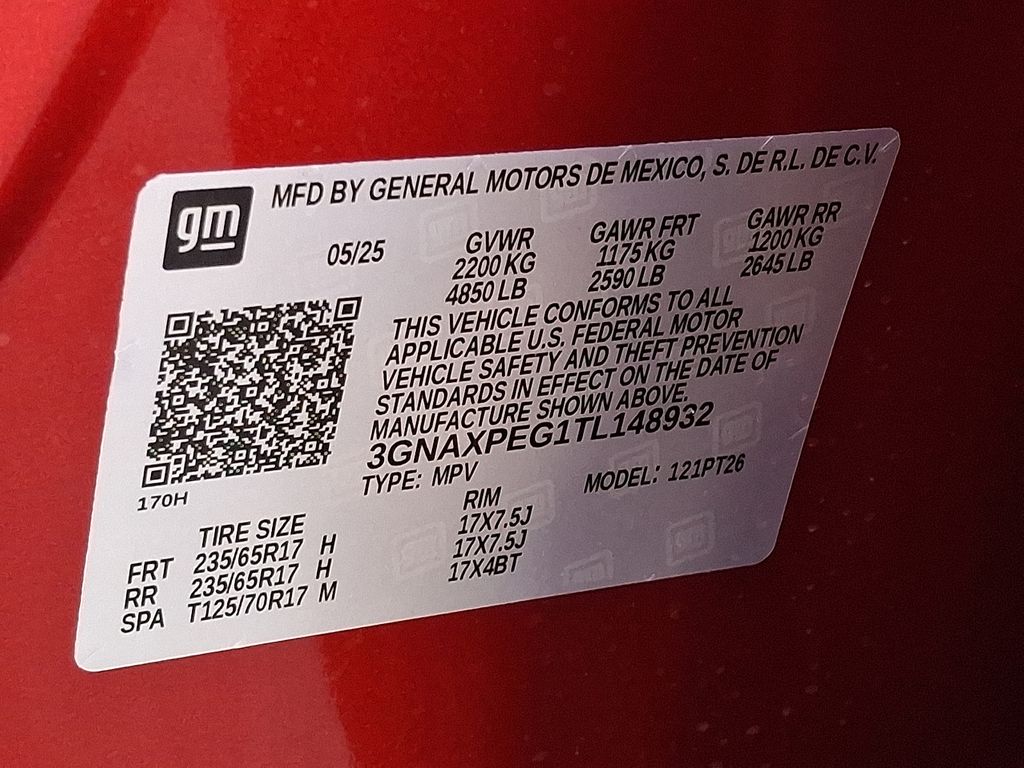 gm
MFD BY GENERAL MOTORS DE MEXICO, S. DE R.L. DE C.V.
05/25 GVWR GAWR FRT GAWR RR
2200 KG 1175 KG 1200 KG
4850 LB 2590 LB 2645 LB
THIS VEHICLE CONFORMS TO ALL
APPLICABLE U.S. FEDERAL MOTOR
VEHICLE SAFETY AND THEFT PREVENTION
STANDARDS IN EFFECT ON THE DATE OF
MANUFACTURE SHOWN ABOVE.
3GNAXPEG1TL148932
TYPE: MPV MODEL: 121PT26
170H
TIRE SIZE RIM
FRT 235/65R17 H 17X7.5J
RR 235/65R17 H 17X7.5J
SPA T125/70R17 M 17X4BT